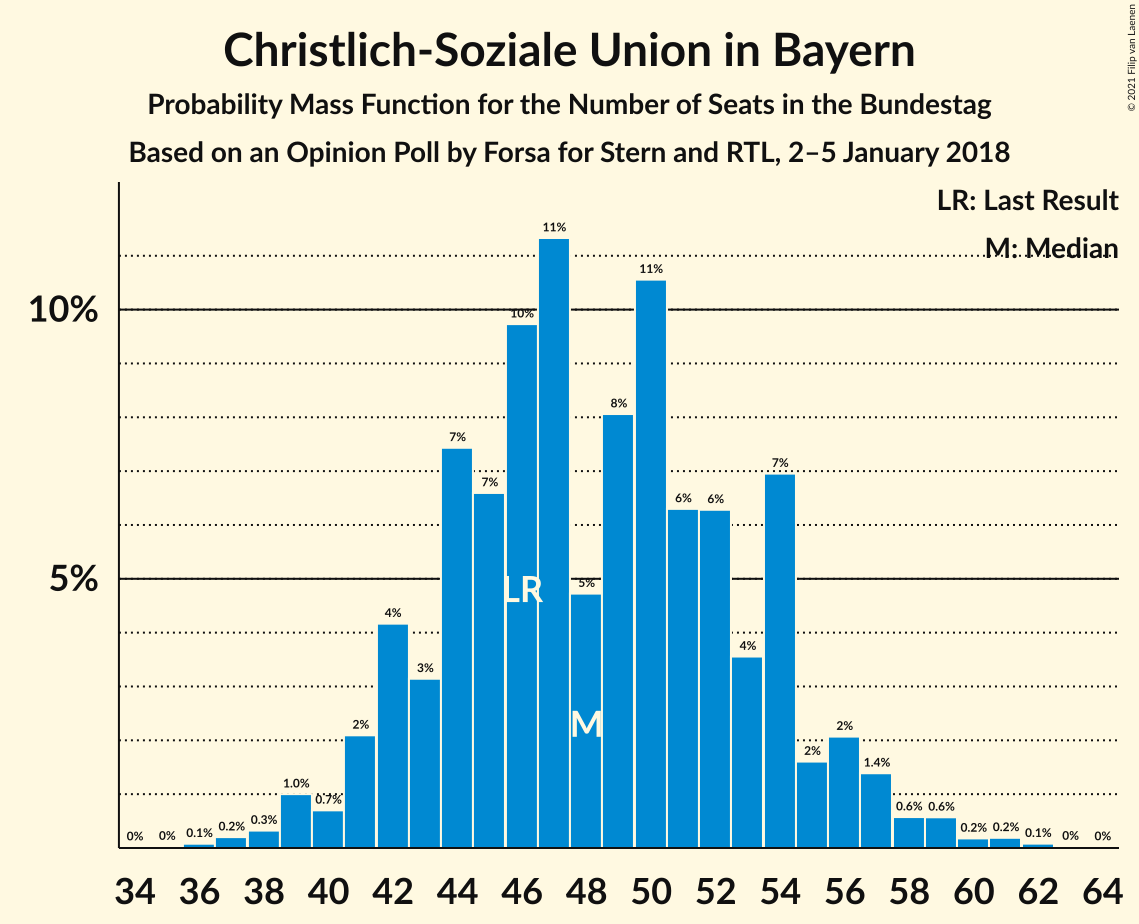 Christlich-Soziale Union in Bayern
Probability Mass Function for the Number of Seats in the Bundestag
Based on an Opinion Poll by Forsa for Stern and RTL, 2–5 January 2018
© 2021 Filip van Laenen
LR: Last Result
M: Median
10%
5%
0% 0% 0.1% 0.2% 0.3% 1.0% 0.7% 2% 4% 3% 7% 7% 10% 11% 5% 8% 11% 6% 6% 4% 7% 2% 2% 1.4% 0.6% 0.6% 0.2% 0.2% 0.1% 0% 0%
LR
M
34 36 38 40 42 44 46 48 50 52 54 56 58 60 62 64